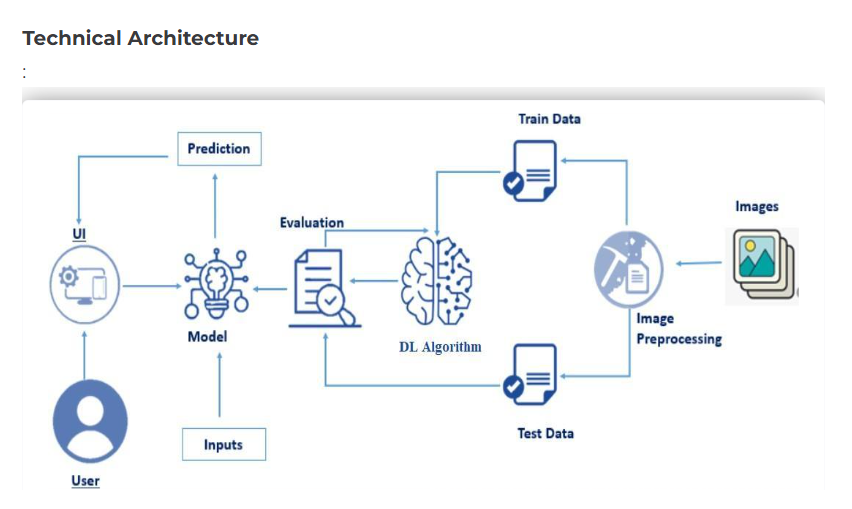 Technical Architecture
:
Train Data
Prediction
Images
Evaluation
UI
Image
Preprocessing
Model
DL Algorithm
Inputs
Test Data
User